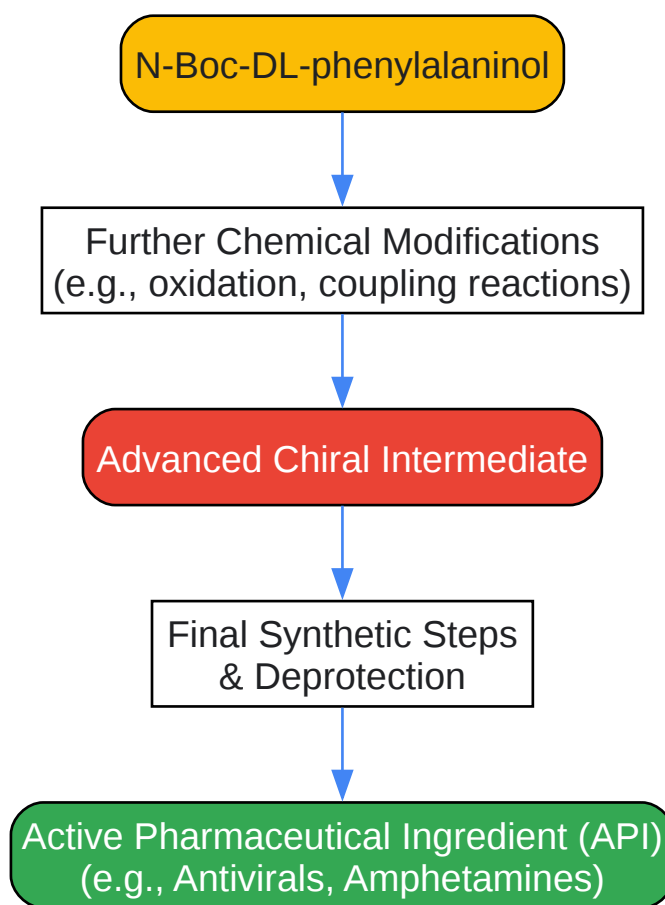 N-Boc-DL-phenylalaninol
Further Chemical Modifications
(e.g., oxidation, coupling reactions)
Advanced Chiral Intermediate
Final Synthetic Steps
& Deprotection
Active Pharmaceutical Ingredient (API)
(e.g., Antivirals, Amphetamines)